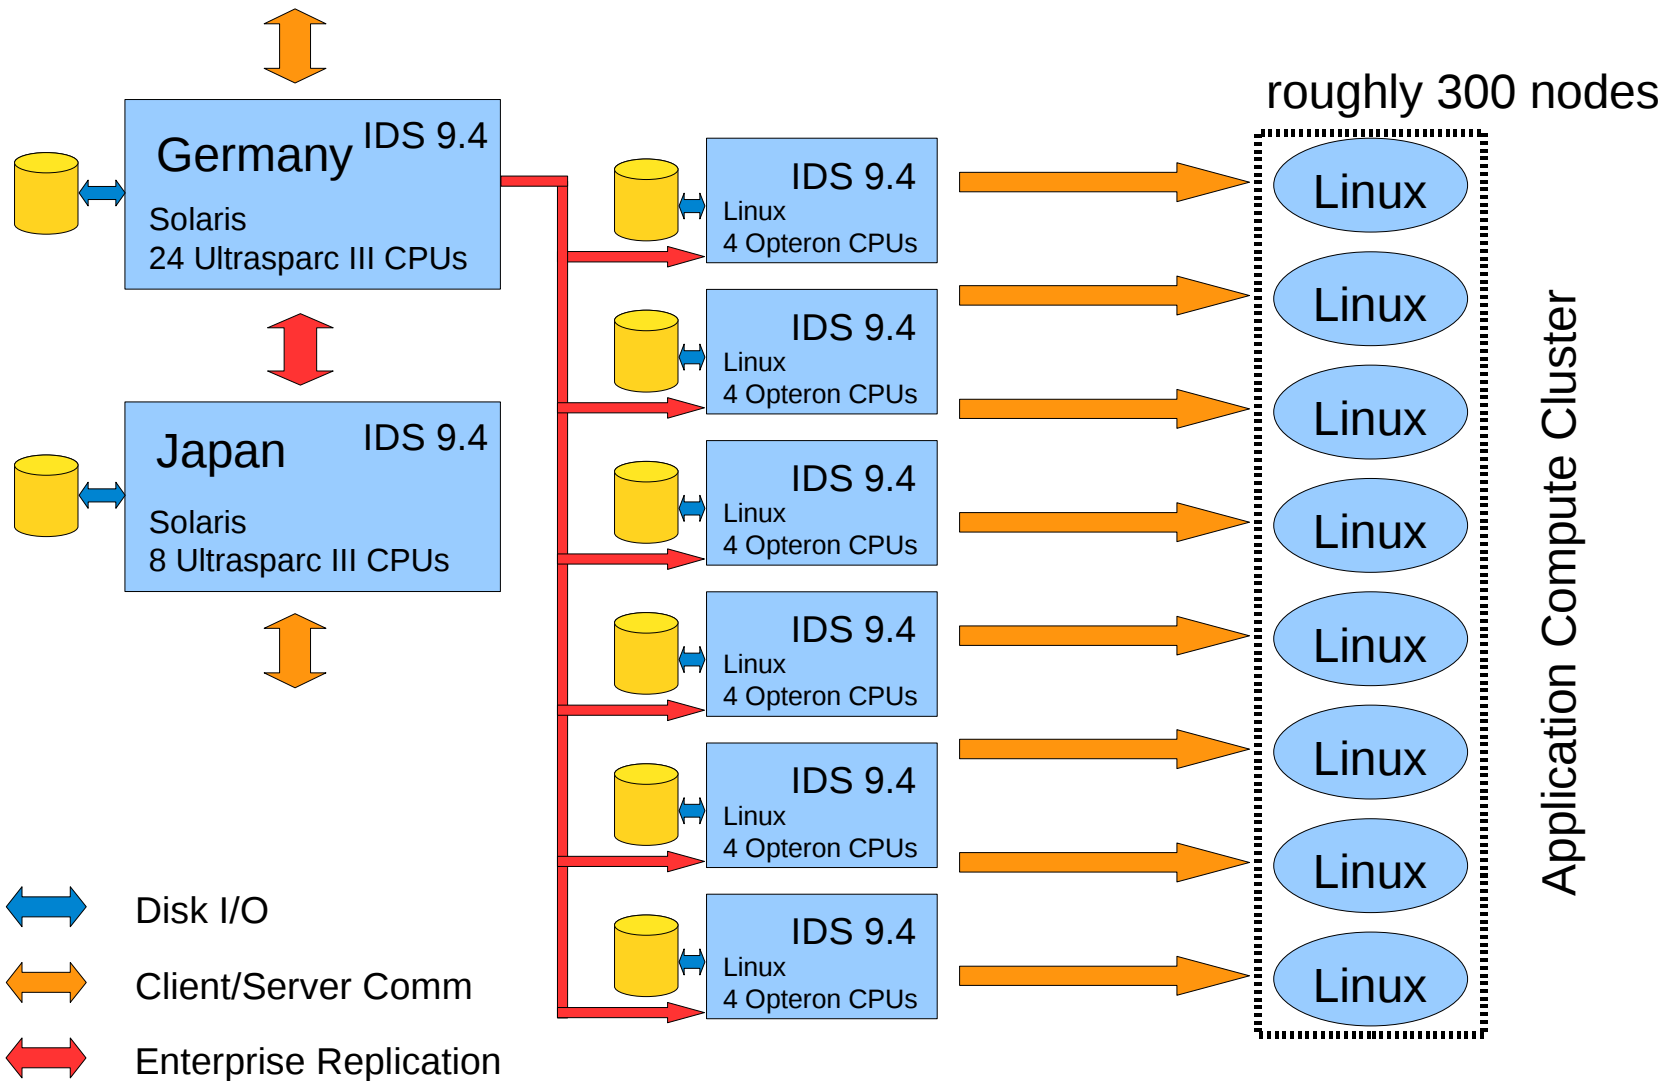 roughly 300 nodes
Germany IDS 9.4
Solaris
24 Ultrasparc III CPUs
Japan IDS 9.4
Solaris
8 Ultrasparc III CPUs
IDS 9.4
Linux
4 Opteron CPUs
IDS 9.4
Linux
4 Opteron CPUs
IDS 9.4
Linux
4 Opteron CPUs
IDS 9.4
Linux
4 Opteron CPUs
IDS 9.4
Linux
4 Opteron CPUs
IDS 9.4
Linux
4 Opteron CPUs
Linux
Linux
Linux
Linux
Linux
Linux
Linux
Linux
Application Compute Cluster
Disk I/O
Client/Server Comm
Enterprise Replication